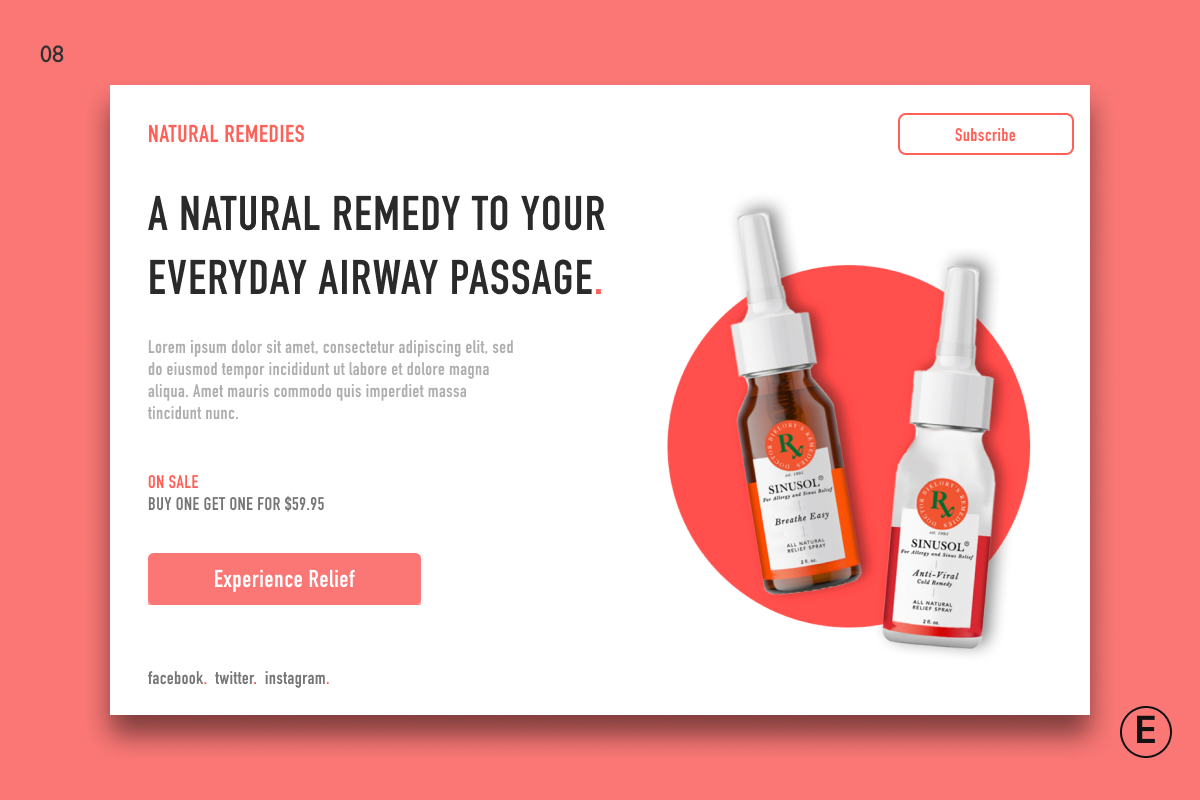 08
NATURAL REMEDIES
Subscribe
A NATURAL REMEDY TO YOUR
EVERYDAY AIRWAY PASSAGE.
Lorem ipsum dolor sit amet, consectetur adipiscing elit, sed
do eiusmod tempor incididunt ut labore et dolore magna
aliqua. Amet mauris commodo quis imperdiet massa
tincidunt nunc.
ON SALE
BUY ONE GET ONE FOR $59.95
Experience Relief
facebook. twitter. instagram.
DOCTOR BIELORY'S REMEDIES
Rx
est. 1992
SINUSOL®
For Allergy and Sinus Relief
Breathe Easy
ALL NATURAL
RELIEF SPRAY
2 fl. oz.
DOCTOR BIELORY'S REMEDIES
Rx
est. 1992
SINUSOL®
For Allergy and Sinus Relief
Anti-Viral
Cold Remedy
ALL NATURAL
RELIEF SPRAY
2 fl. oz.
E